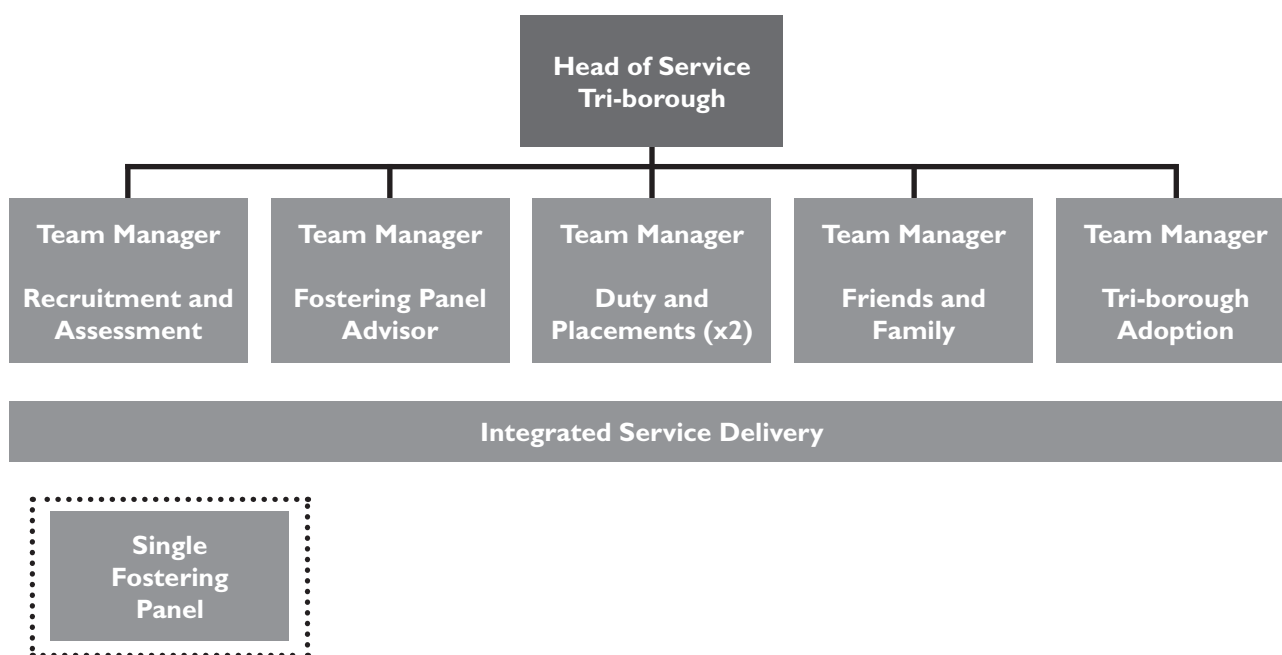 Head of Service
Tri-borough
Team Manager
Recruitment and
Assessment
Team Manager
Fostering Panel
Advisor
Team Manager
Duty and
Placements (x2)
Team Manager
Friends and
Family
Team Manager
Tri-borough
Adoption
Integrated Service Delivery
Single
Fostering
Panel